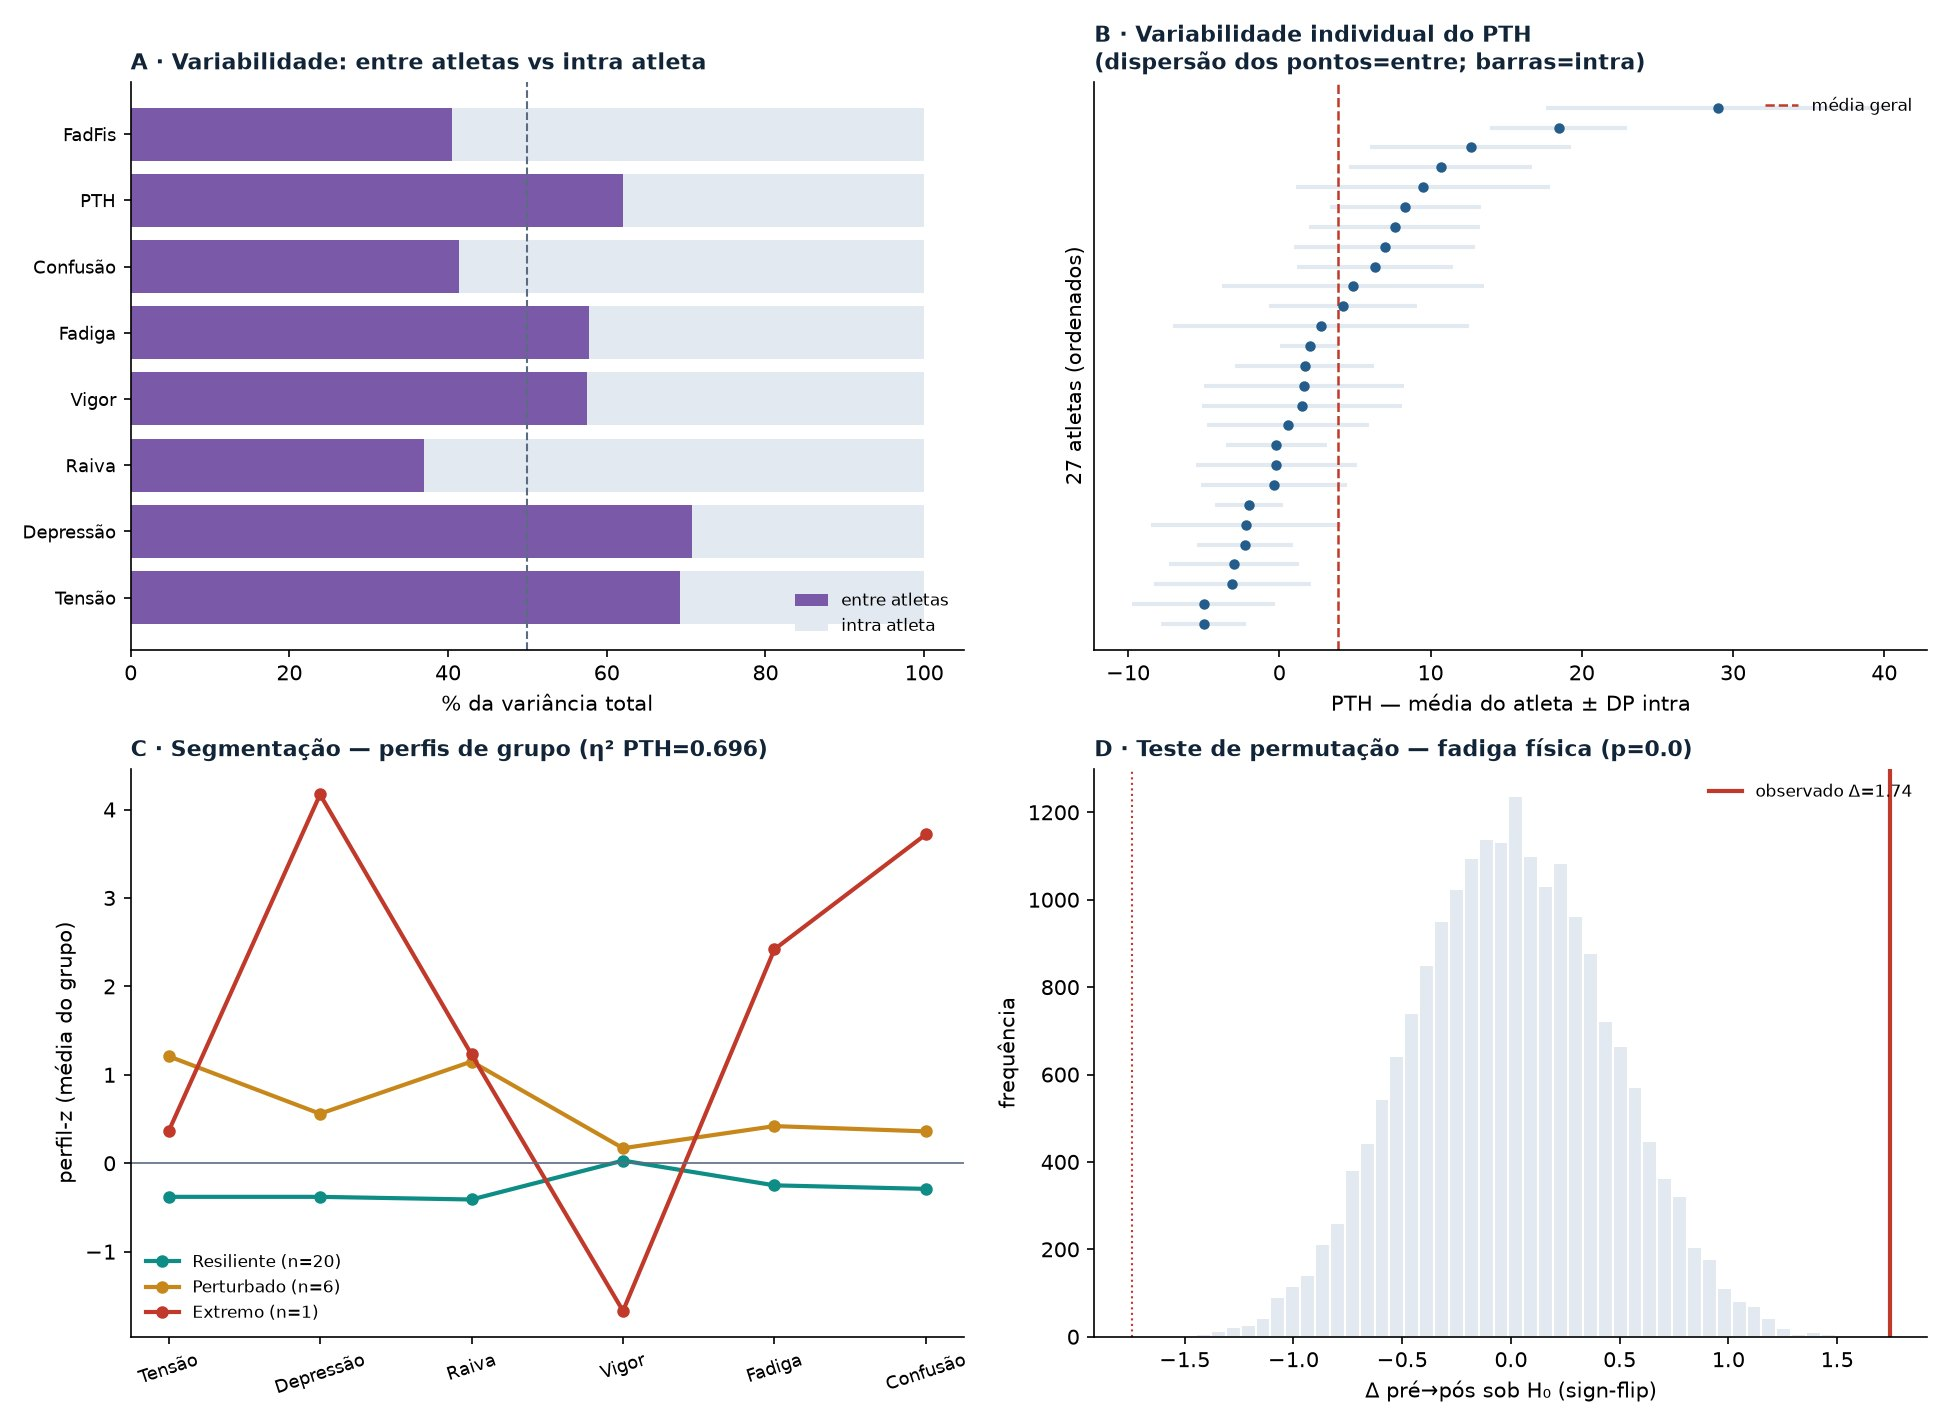 A · Variabilidade: entre atletas vs intra atleta
FadFis
PTH
Confusão
Fadiga
Vigor
Raiva
Depressão
Tensão
entre atletas
intra atleta
0 20 40 60 80 100
% da variância total
B · Variabilidade individual do PTH
(dispersão dos pontos=entre; barras=intra)
média geral
27 atletas (ordenados)
−10 0 10 20 30 40
PTH — média do atleta ± DP intra
C · Segmentação — perfis de grupo (η² PTH=0.696)
4
3
2
1
0
−1
perfil-z (média do grupo)
Resiliente (n=20)
Perturbado (n=6)
Extremo (n=1)
Tensão Depressão Raiva Vigor Fadiga Confusão
D · Teste de permutação — fadiga física (p=0.0)
observado Δ=1.74
1200
1000
800
600
400
200
0
frequência
−1.5 −1.0 −0.5 0.0 0.5 1.0 1.5
Δ pré→pós sob H₀ (sign-flip)